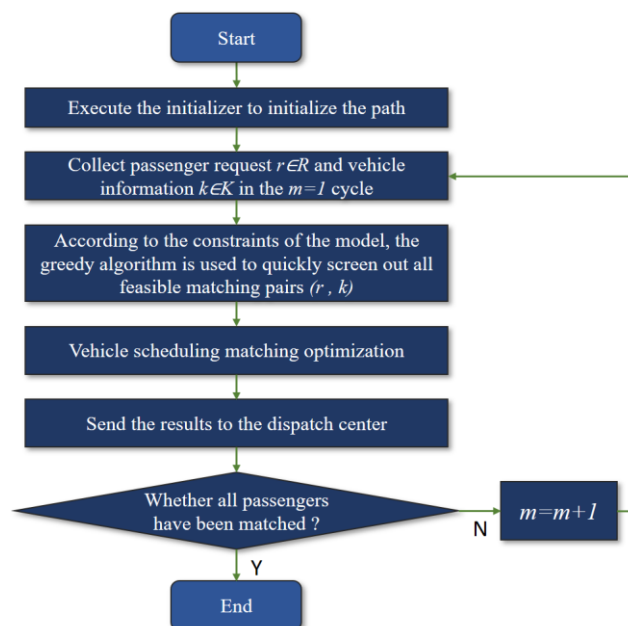 Start
Execute the initializer to initialize the path
Collect passenger request r∈R and vehicle
information k∈K in the m=1 cycle
According to the constraints of the model, the
greedy algorithm is used to quickly screen out all
feasible matching pairs (r , k)
Vehicle scheduling matching optimization
Send the results to the dispatch center
Whether all passengers
have been matched ?
N
m=m+1
Y
End